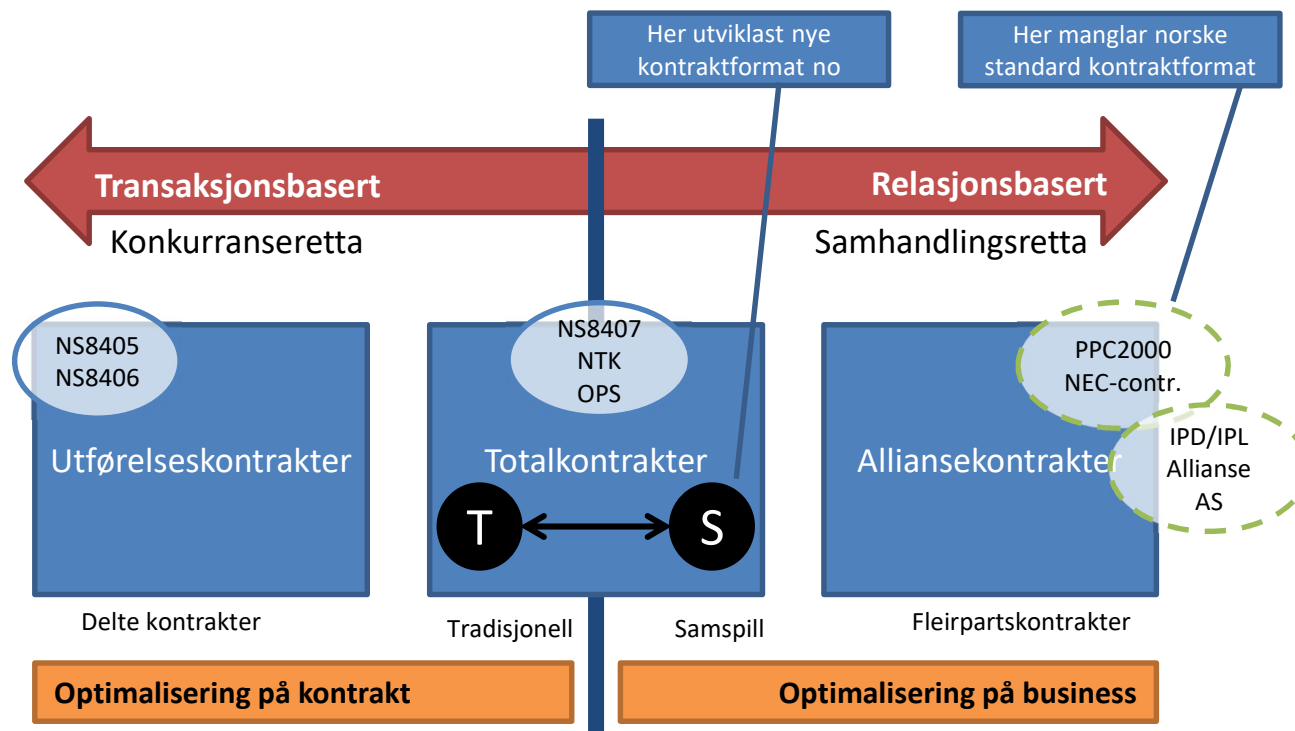 Her utviklast nye
kontraktformat no
Her manglar norske
standard kontraktformat
Transaksjonsbasert
Relasjonsbasert
Konkurranseretta
Samhandlingsretta
NS8405
NS8406
NS8407
NTK
OPS
PPC2000
NEC-contr.
IPD/IPL
Allianse
AS
Utførelseskontrakter
Totalkontrakter
Alliansekontrakter
T
S
Delte kontrakter
Tradisjonell
Samspill
Fleirpartskontrakter
Optimalisering på kontrakt
Optimalisering på business